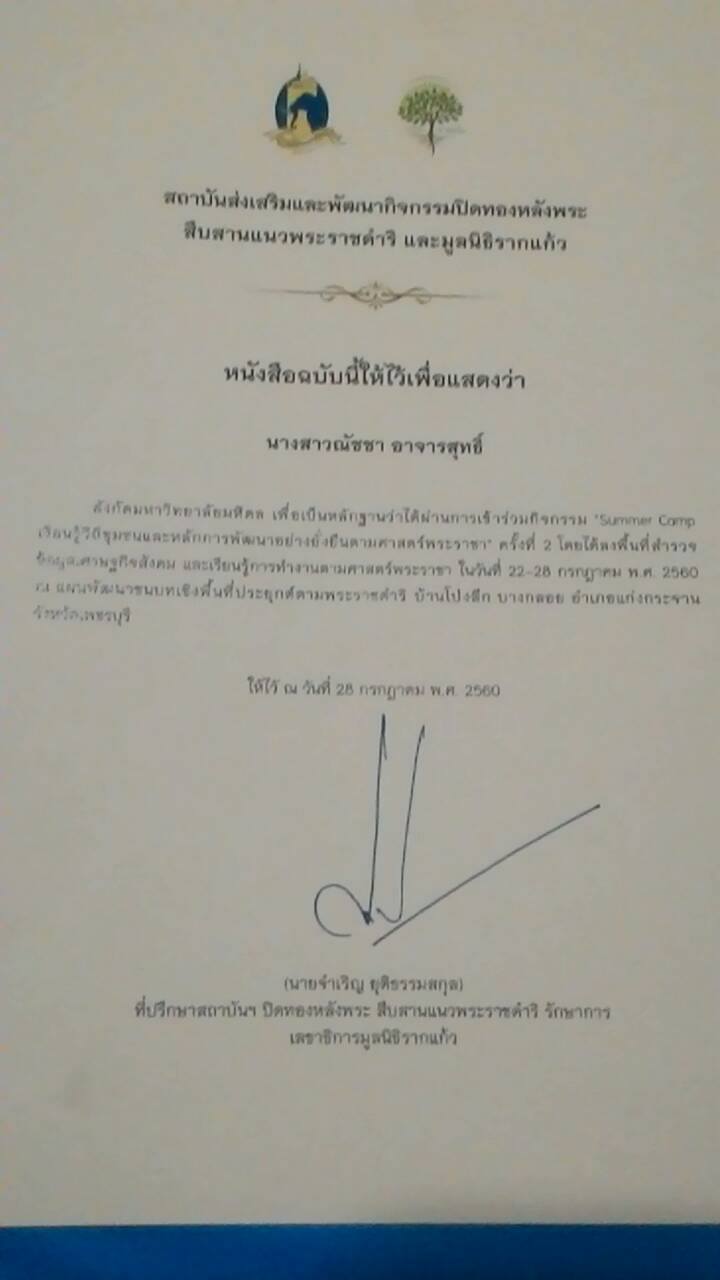 สถาบันส่งเสริมและพัฒนากิจกรรมปิดทองหลังพระ
สืบสานแนวพระราชดำริ และมูลนิธิรากแก้ว
หนังสือฉบับนี้ให้ไว้เพื่อแสดงว่า
นางสาวณัชชา อาจารสุทธิ์
สังกัดมหาวิทยาลัยมหิดล เพื่อเป็นหลักฐานว่าได้ผ่านการเข้าร่วมกิจกรรม "Summer Camp
เรียนรู้วิถีชุมชนและหลักการพัฒนาอย่างยั่งยืนตามศาสตร์พระราชา" ครั้งที่ 2 โดยได้ลงพื้นที่สำรวจ
ข้อมูลเศรษฐกิจสังคม และเรียนรู้การทำงานตามศาสตร์พระราชา ในวันที่ 22-28 กรกฎาคม พ.ศ. 2560
ณ แผนพัฒนาชนบทเชิงพื้นที่ประยุกต์ตามพระราชดำริ บ้านโป่งลึก บางกลอย อำเภอแก่งกระจาน
จังหวัดเพชรบุรี
ให้ไว้ ณ วันที่ 28 กรกฎาคม พ.ศ. 2560
(นายจำเริญ ยุติธรรมสกุล)
ที่ปรึกษาสถาบันฯ ปิดทองหลังพระ สืบสานแนวพระราชดำริ รักษาการ
เลขาธิการมูลนิธิรากแก้ว